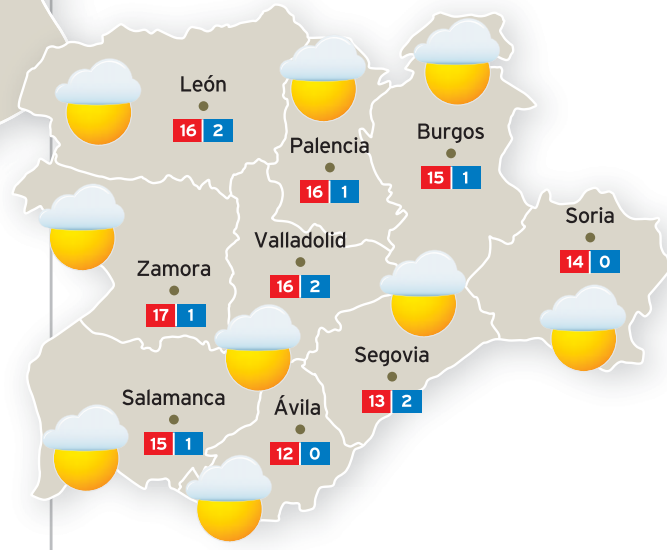 León
16 2
Palencia
16 1
Burgos
15 1
Soria
14 0
Valladolid
16 2
Zamora
17 1
Segovia
13 2
Salamanca
15 1
Ávila
12 0